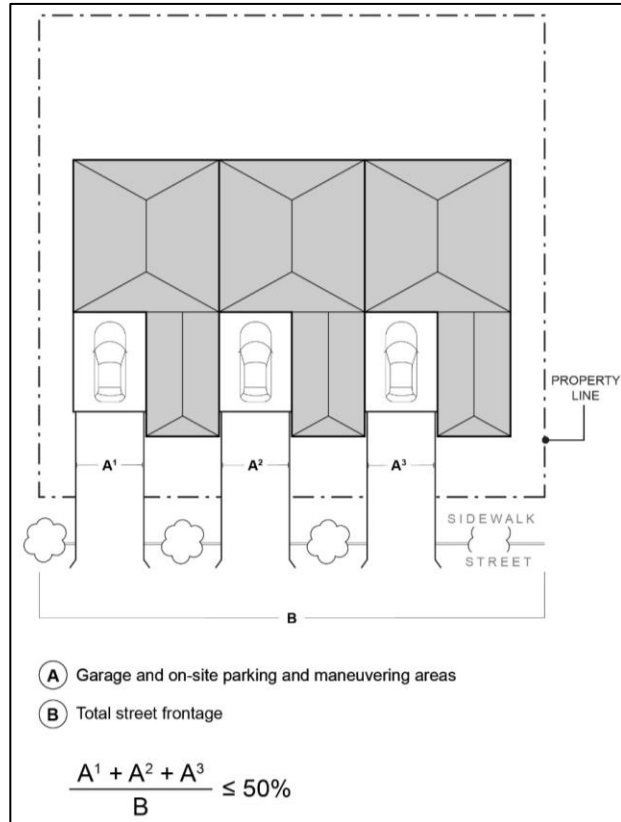 PROPERTY
LINE
A¹
A²
A³
SIDEWALK
STREET
B
A Garage and on-site parking and maneuvering areas
B Total street frontage
A¹ + A² + A³
B
≤ 50%